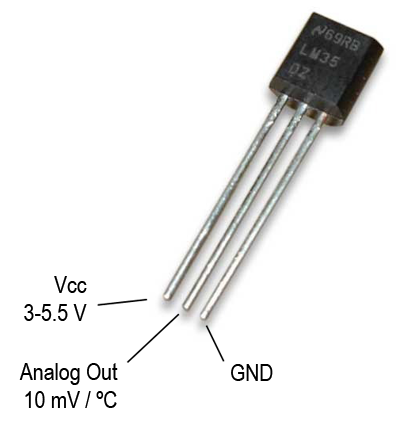 69RB
LM35
DZ
Vcc
3-5.5 V
Analog Out
10 mV / ºC
GND